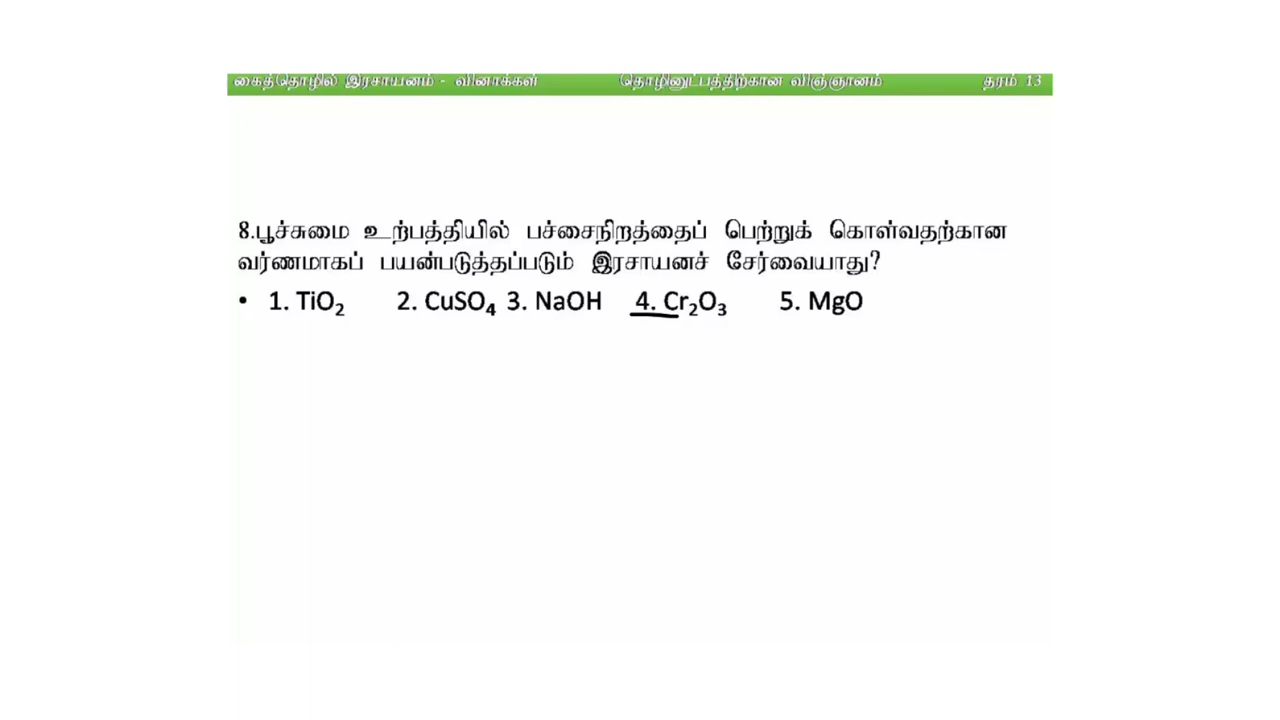 கைத்தொழில் இரசாயனம் - வினாக்கள் தொழினுட்பத்திற்கான விஞ்ஞானம் தரம் 13
8.பூச்சுமை உற்பத்தியில் பச்சைநிறத்தைப் பெற்றுக் கொள்வதற்கான
வர்ணமாகப் பயன்படுத்தப்படும் இரசாயனச் சேர்வையாது?
• 1. TiO₂ 2. CuSO₄ 3. NaOH 4. Cr₂O₃ 5. MgO